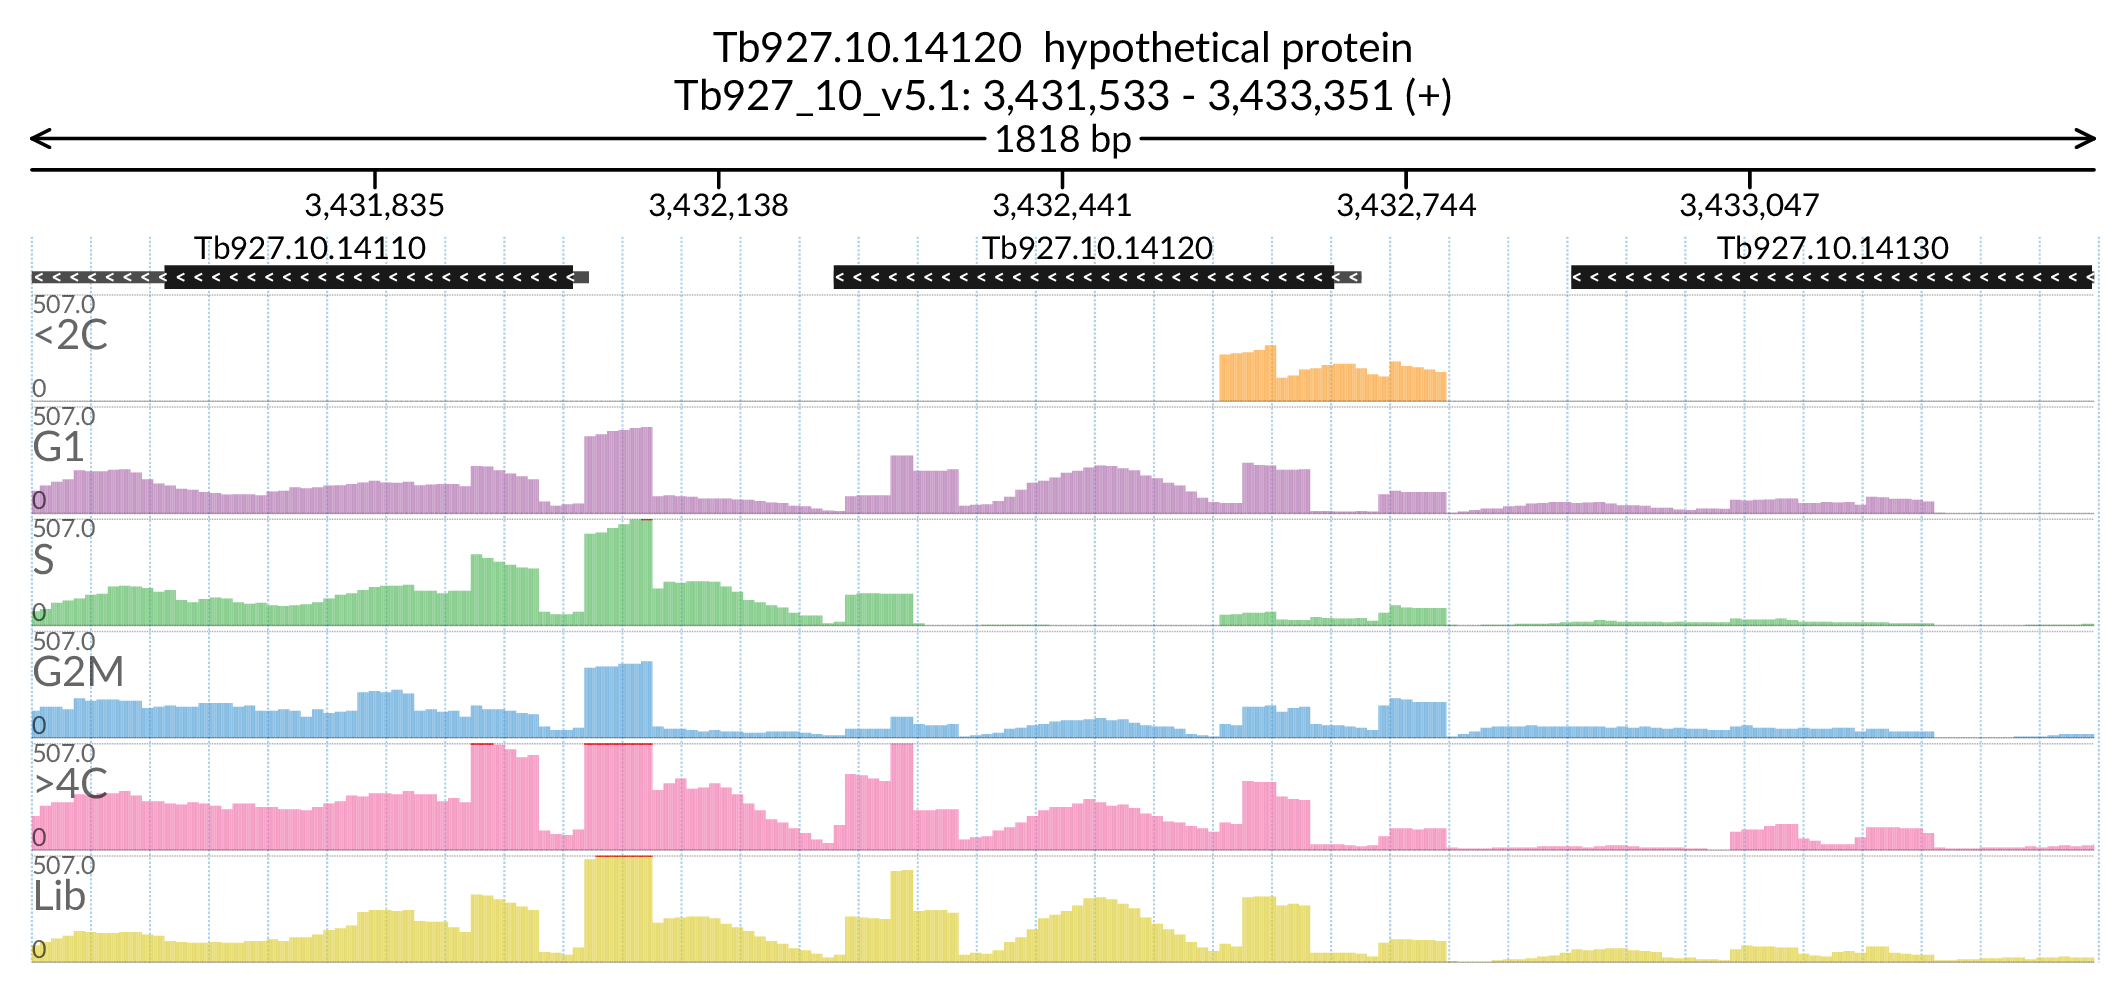 Tb927.10.14120 hypothetical protein
Tb927_10_v5.1: 3,431,533 - 3,433,351 (+)
1818 bp
3,431,835 3,432,138 3,432,441 3,432,744 3,433,047
Tb927.10.14110 Tb927.10.14120 Tb927.10.14130
507.0
<2C
0
507.0
G1
0
507.0
S
0
507.0
G2M
0
507.0
>4C
0
507.0
Lib
0